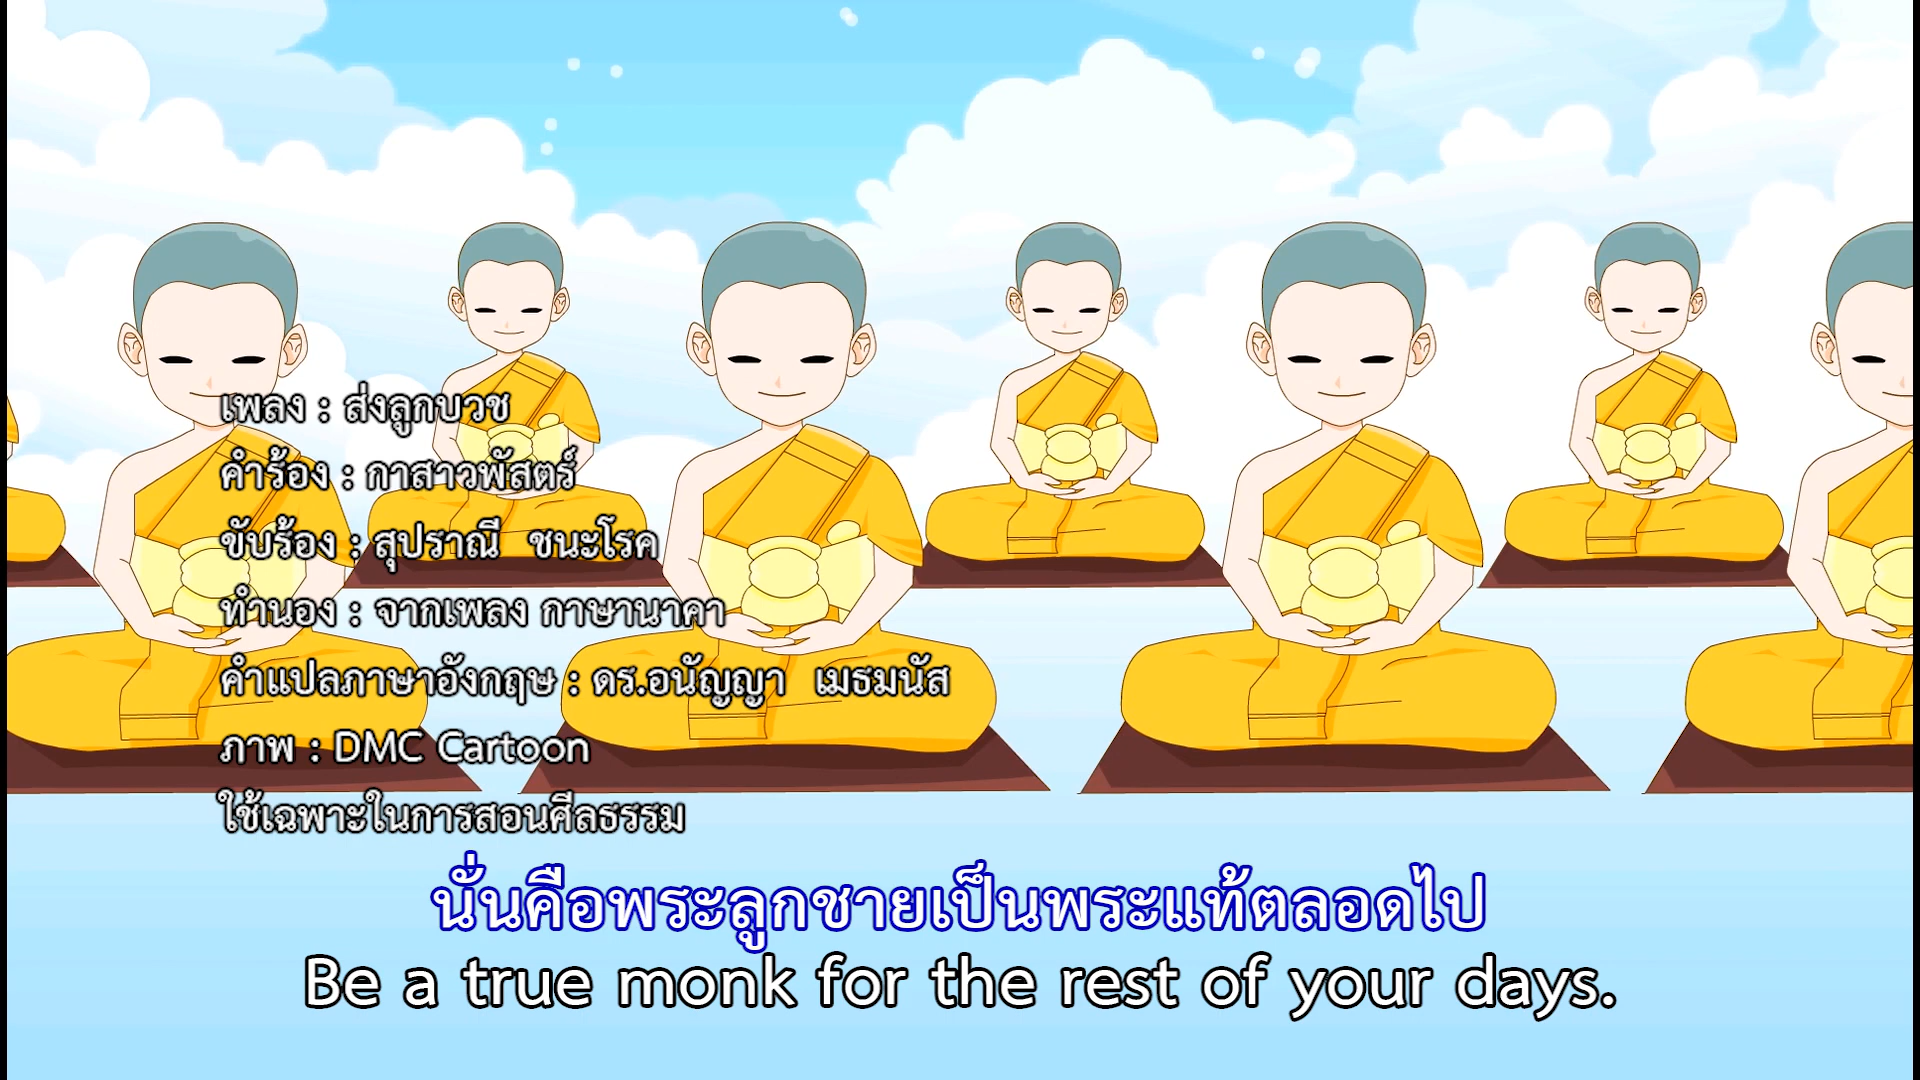 เพลง : ส่งลูกบวช
คำร้อง : กาสาวพัสตร์
ขับร้อง : สุปราณี ชนะโรค
ทำนอง : จากเพลง กาษานาคา
คำแปลภาษาอังกฤษ : ดร.อนัญญา เมธมนัส
ภาพ : DMC Cartoon
ใช้เฉพาะในการสอนศีลธรรม
นั่นคือพระลูกชายเป็นพระแท้ตลอดไป
Be a true monk for the rest of your days.